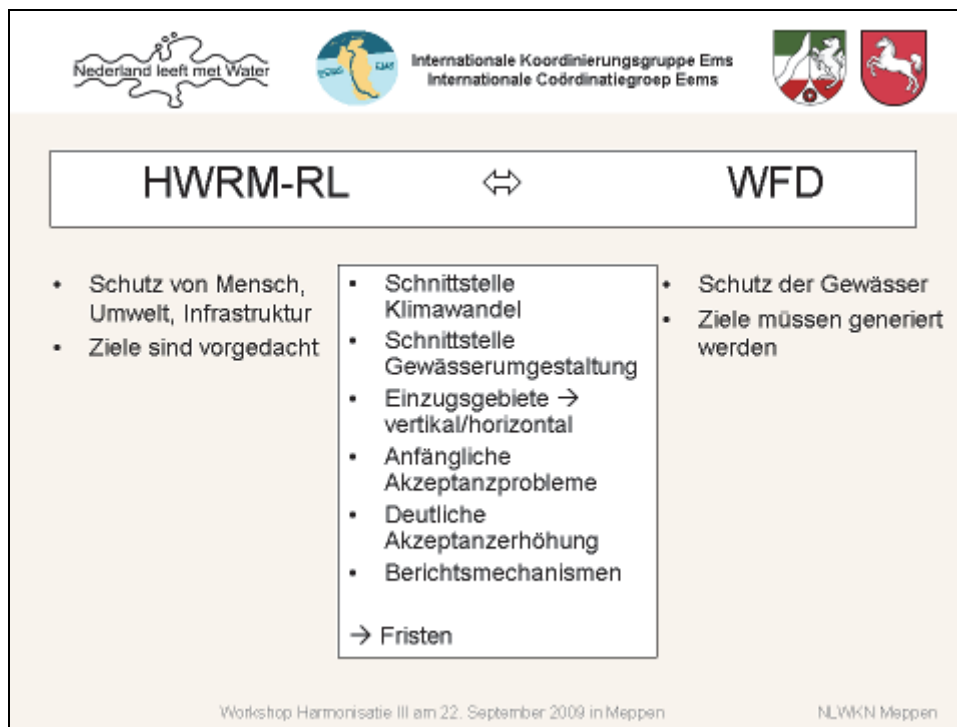 Nederland leeft met Water
EEMS EMS
Internationale Koordinierungsgruppe Ems
Internationale Coördinatiegroep Eems
HWRM-RL ⇔ WFD
• Schutz von Mensch,
Umwelt, Infrastruktur
• Ziele sind vorgedacht
• Schnittstelle
Klimawandel
• Schnittstelle
Gewässerumgestaltung
• Einzugsgebiete →
vertikal/horizontal
• Anfängliche
Akzeptanzprobleme
• Deutliche
Akzeptanzerhöhung
• Berichtsmechanismen
→ Fristen
• Schutz der Gewässer
• Ziele müssen generiert
werden
Workshop Harmonisatie III am 22. September 2009 in Meppen
NLWKN Meppen